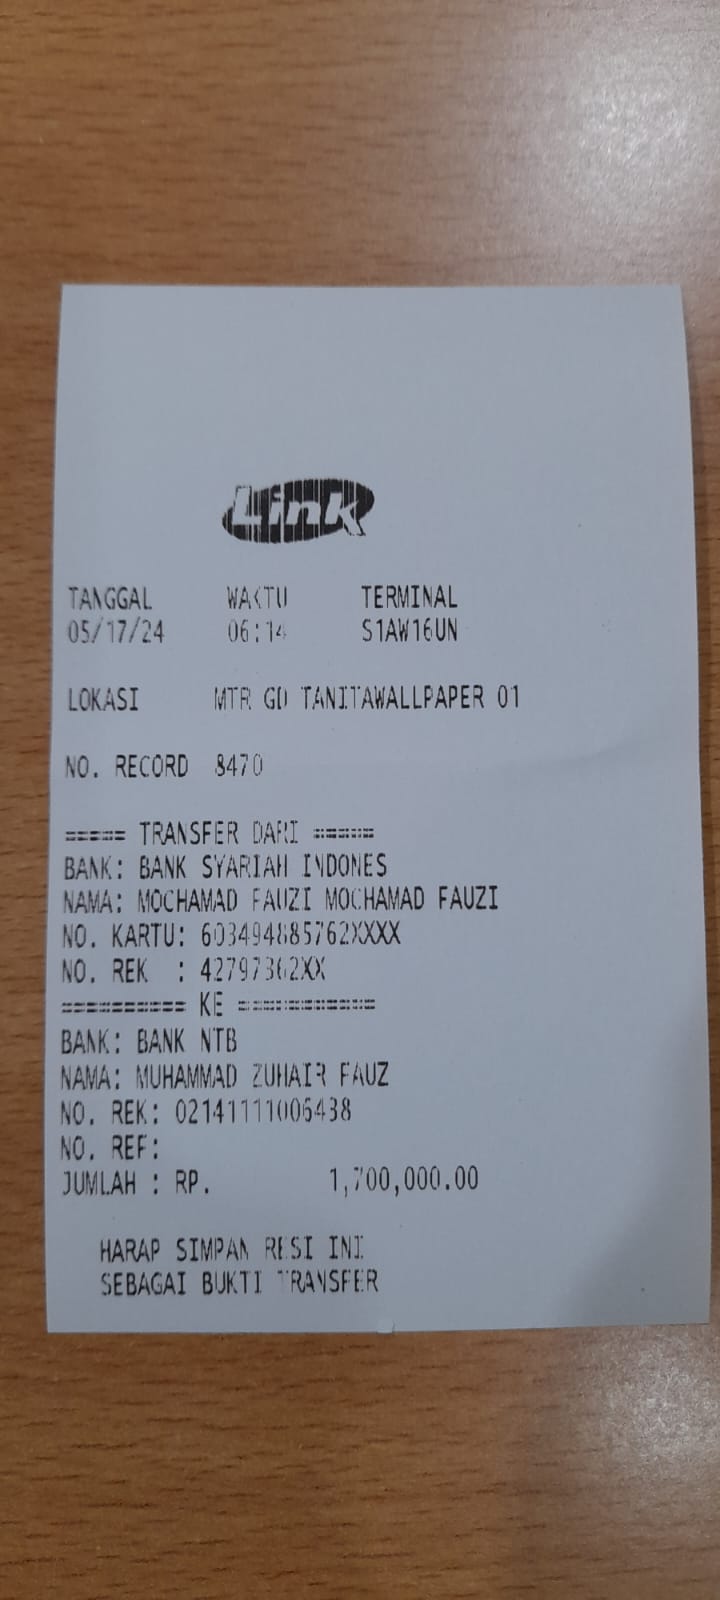 Link
TANGGAL WAKTU TERMINAL
05/17/24 06:14 S1AW16UN
LOKASI MTR GD TANITAWALLPAPER 01
NO. RECORD 8470
===== TRANSFER DARI =====
BANK: BANK SYARIAH INDONES
NAMA: MOCHAMAD FAUZI MOCHAMAD FAUZI
NO. KARTU: 603494885762XXXX
NO. REK : 42797362XX
========== KE ===========
BANK: BANK NTB
NAMA: MUHAMMAD ZUHAIR FAUZ
NO. REK: 02141111006438
NO. REF:
JUMLAH : RP. 1,700,000.00
HARAP SIMPAN RESI INI
SEBAGAI BUKTI TRANSFER